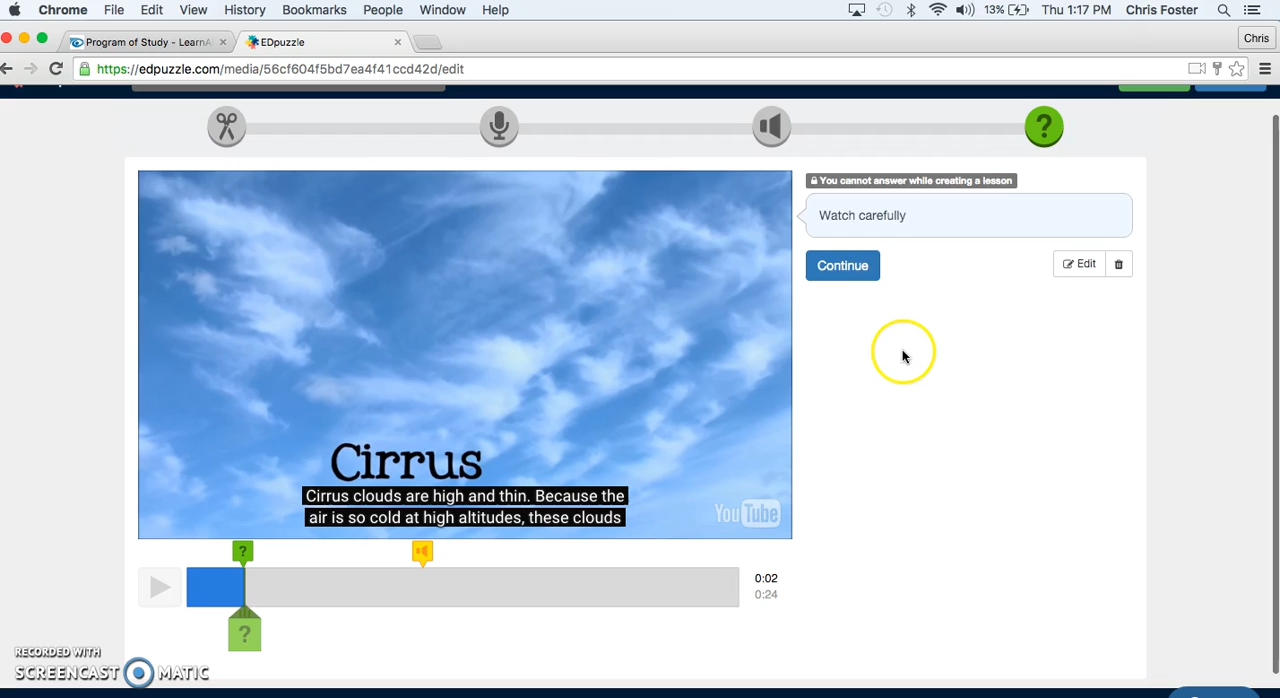 Chrome File Edit View History Bookmarks People Window Help 13% Thu 1:17 PM Chris Foster
Program of Study - LearnA × EDpuzzle × Chris
https://edpuzzle.com/media/56cf604f5bd7ea4f41ccd42d/edit
?
You cannot answer while creating a lesson
Watch carefully
Continue Edit
Cirrus
Cirrus clouds are high and thin. Because the
air is so cold at high altitudes, these clouds
YouTube
?
0:02
0:24
?
RECORDED WITH
SCREENCAST MATIC